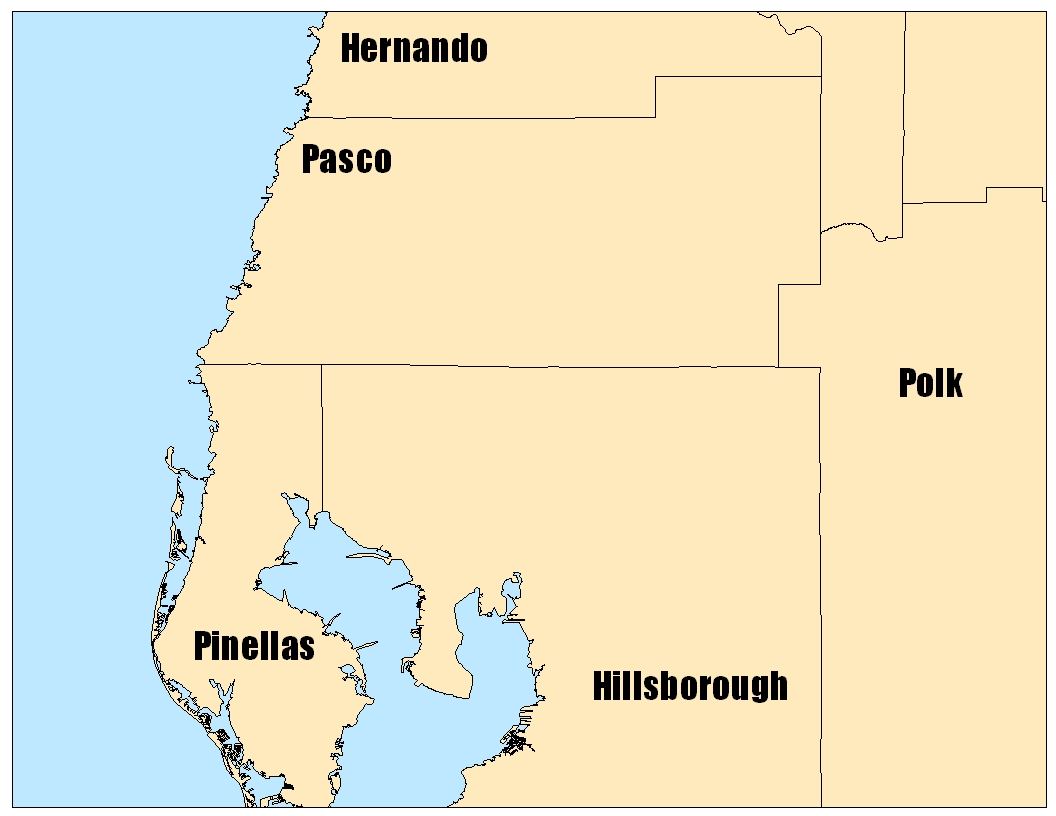 Hernando
Pasco
Polk
Pinellas
Hillsborough